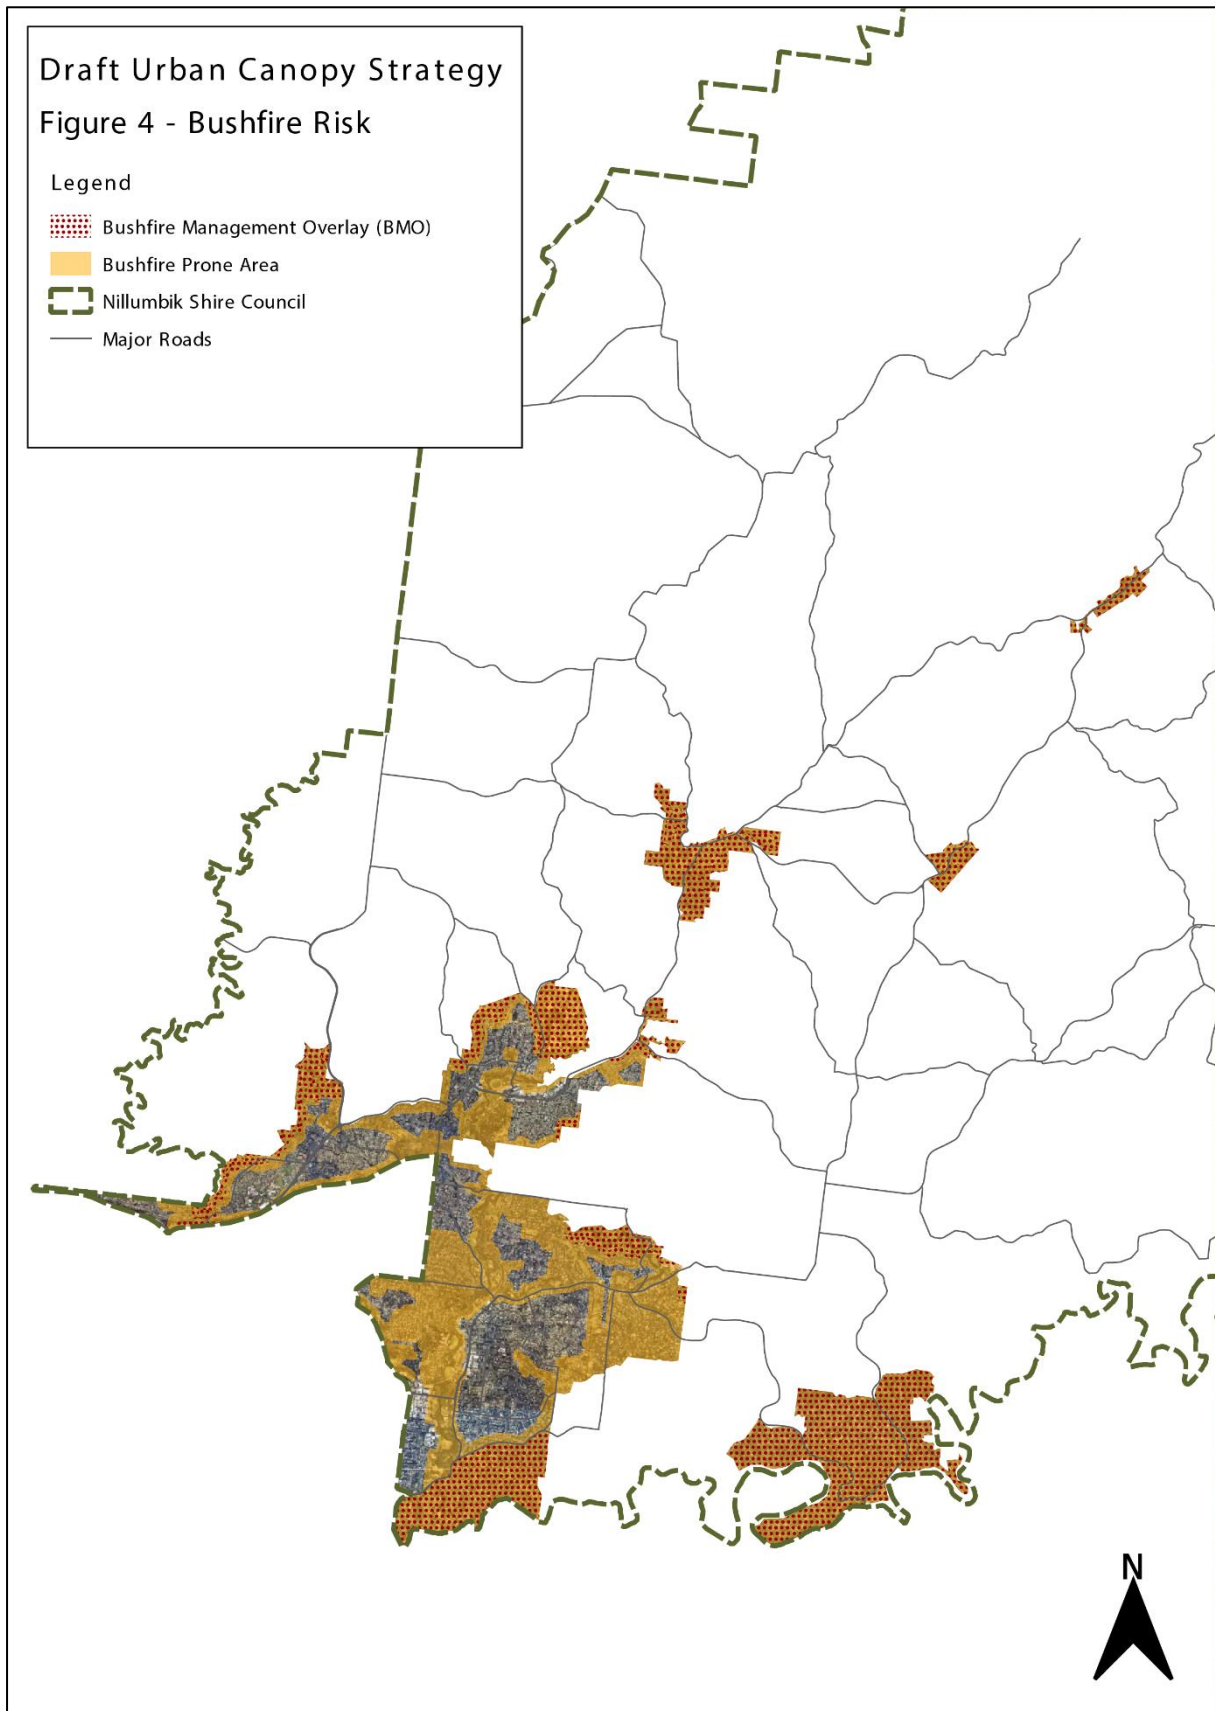 Draft Urban Canopy Strategy
Figure 4 - Bushfire Risk
Legend
Bushfire Management Overlay (BMO)
Bushfire Prone Area
Nillumbik Shire Council
Major Roads
N